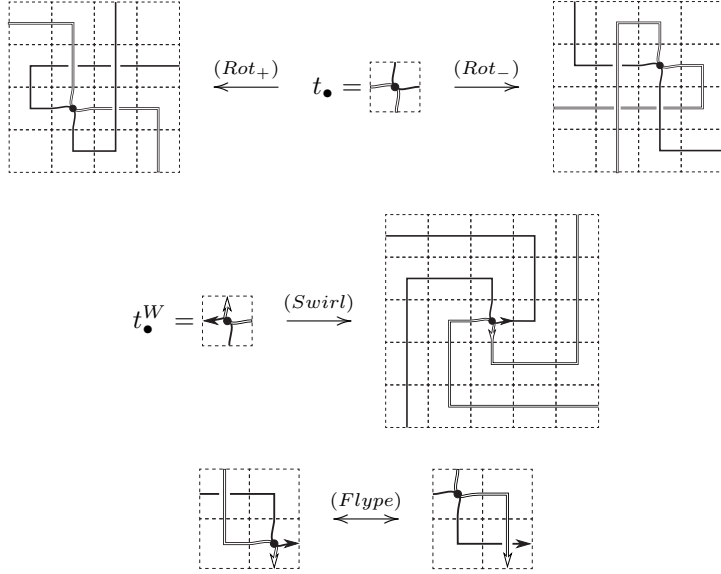 (Rot₊) t• = (Rot₋)
t•ᵂ = (Swirl)
(Flype)